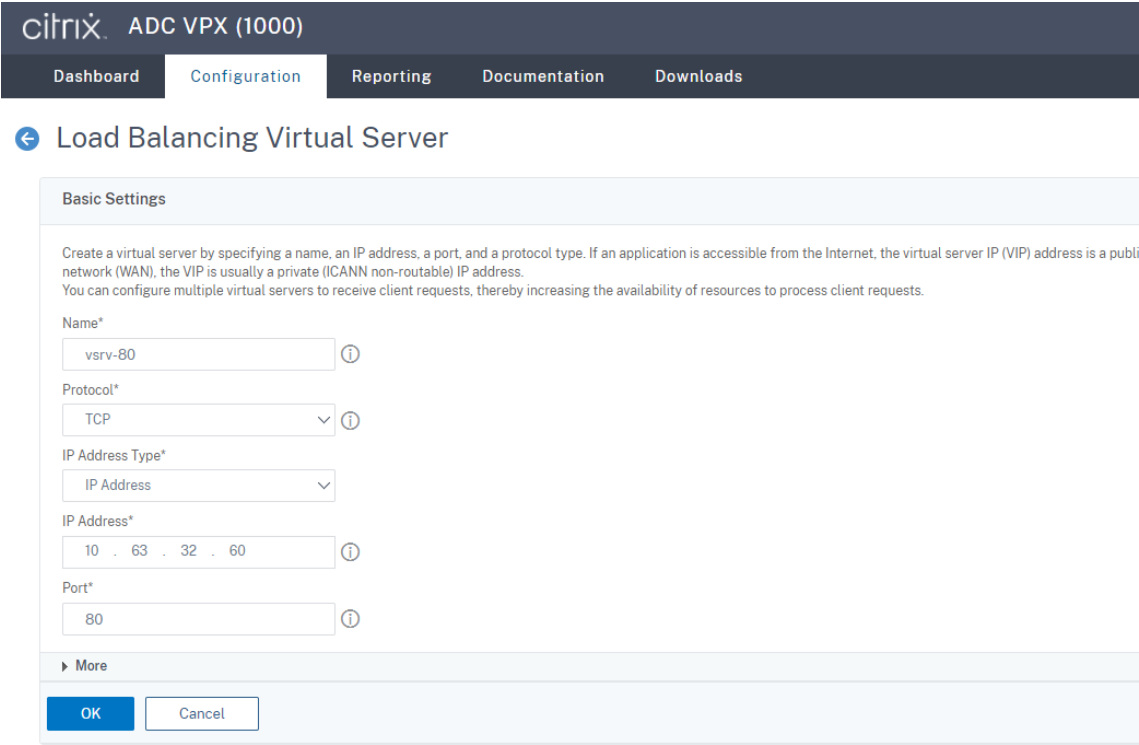 citrix. ADC VPX (1000)
Dashboard Configuration Reporting Documentation Downloads
Load Balancing Virtual Server
Basic Settings
Create a virtual server by specifying a name, an IP address, a port, and a protocol type. If an application is accessible from the Internet, the virtual server IP (VIP) address is a publi
network (WAN), the VIP is usually a private (ICANN non-routable) IP address.
You can configure multiple virtual servers to receive client requests, thereby increasing the availability of resources to process client requests.
Name*
vsrv-80
Protocol*
TCP
IP Address Type*
IP Address
IP Address*
10 . 63 . 32 . 60
Port*
80
More
OK Cancel